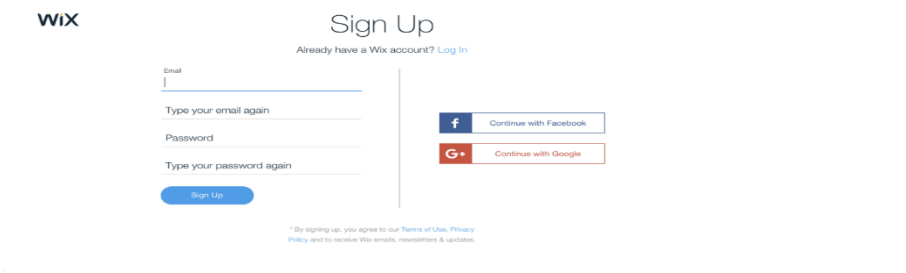 WiX
Sign Up
Already have a Wix account? Log In
Email
Type your email again
Password
Type your password again
Sign Up
f Continue with Facebook
G+ Continue with Google
* By signing up, you agree to our Terms of Use, Privacy
Policy and to receive Wix emails, newsletters & updates.